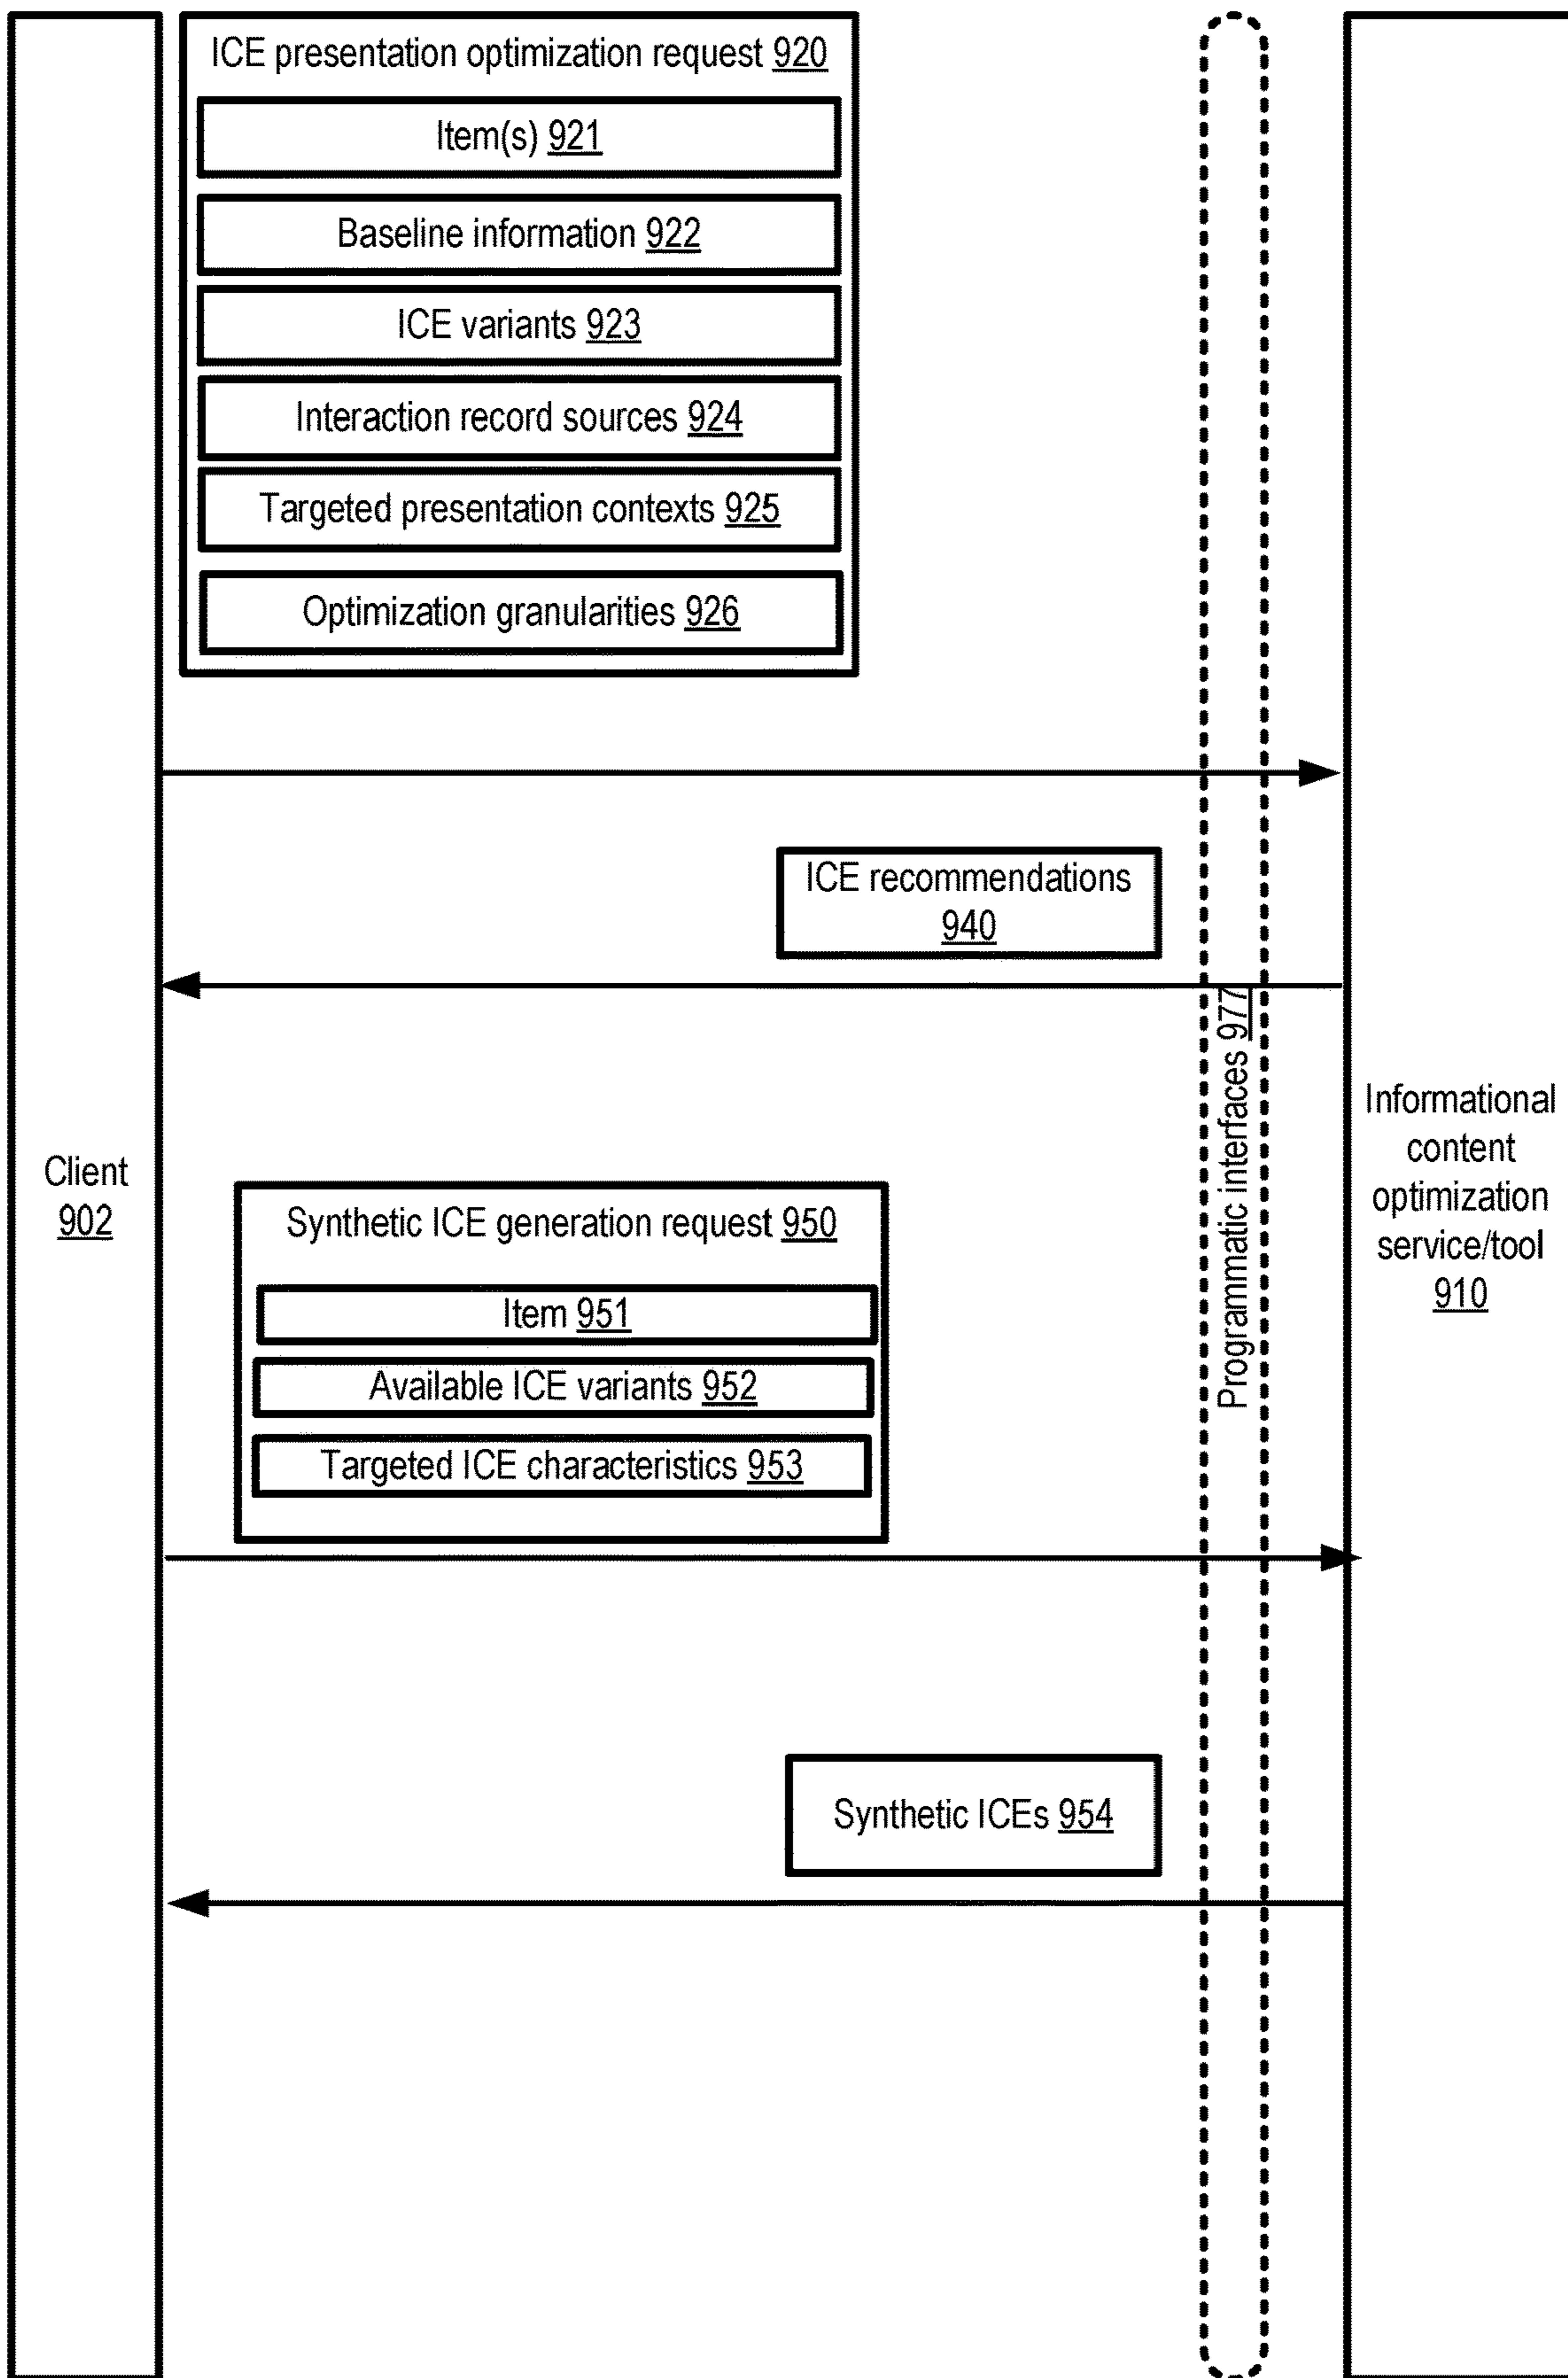 ICE presentation optimization request 920
Item(s) 921
Baseline information 922
ICE variants 923
Interaction record sources 924
Targeted presentation contexts 925
Optimization granularities 926
ICE recommendations
940
Programmatic interfaces 977
Client
902
Informational
content
optimization
service/tool
910
Synthetic ICE generation request 950
Item 951
Available ICE variants 952
Targeted ICE characteristics 953
Synthetic ICEs 954